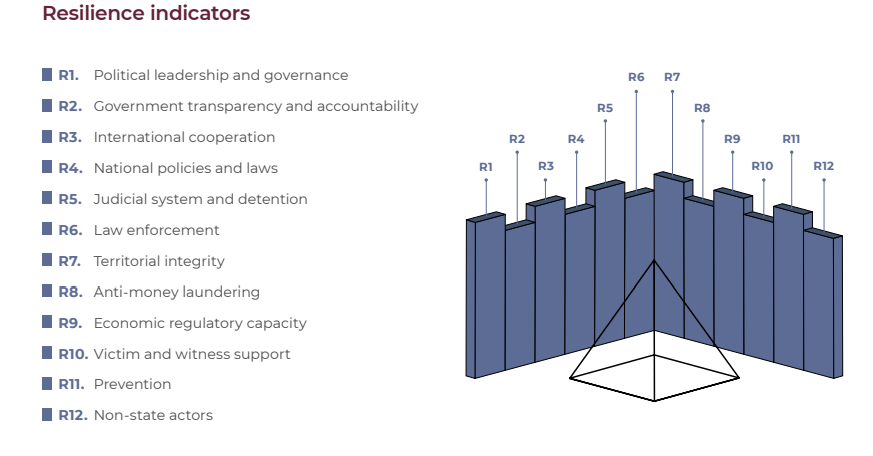 Resilience indicators
R1. Political leadership and governance
R2. Government transparency and accountability
R3. International cooperation
R4. National policies and laws
R5. Judicial system and detention
R6. Law enforcement
R7. Territorial integrity
R8. Anti-money laundering
R9. Economic regulatory capacity
R10. Victim and witness support
R11. Prevention
R12. Non-state actors
R1
R2
R3
R4
R5
R6
R7
R8
R9
R10
R11
R12